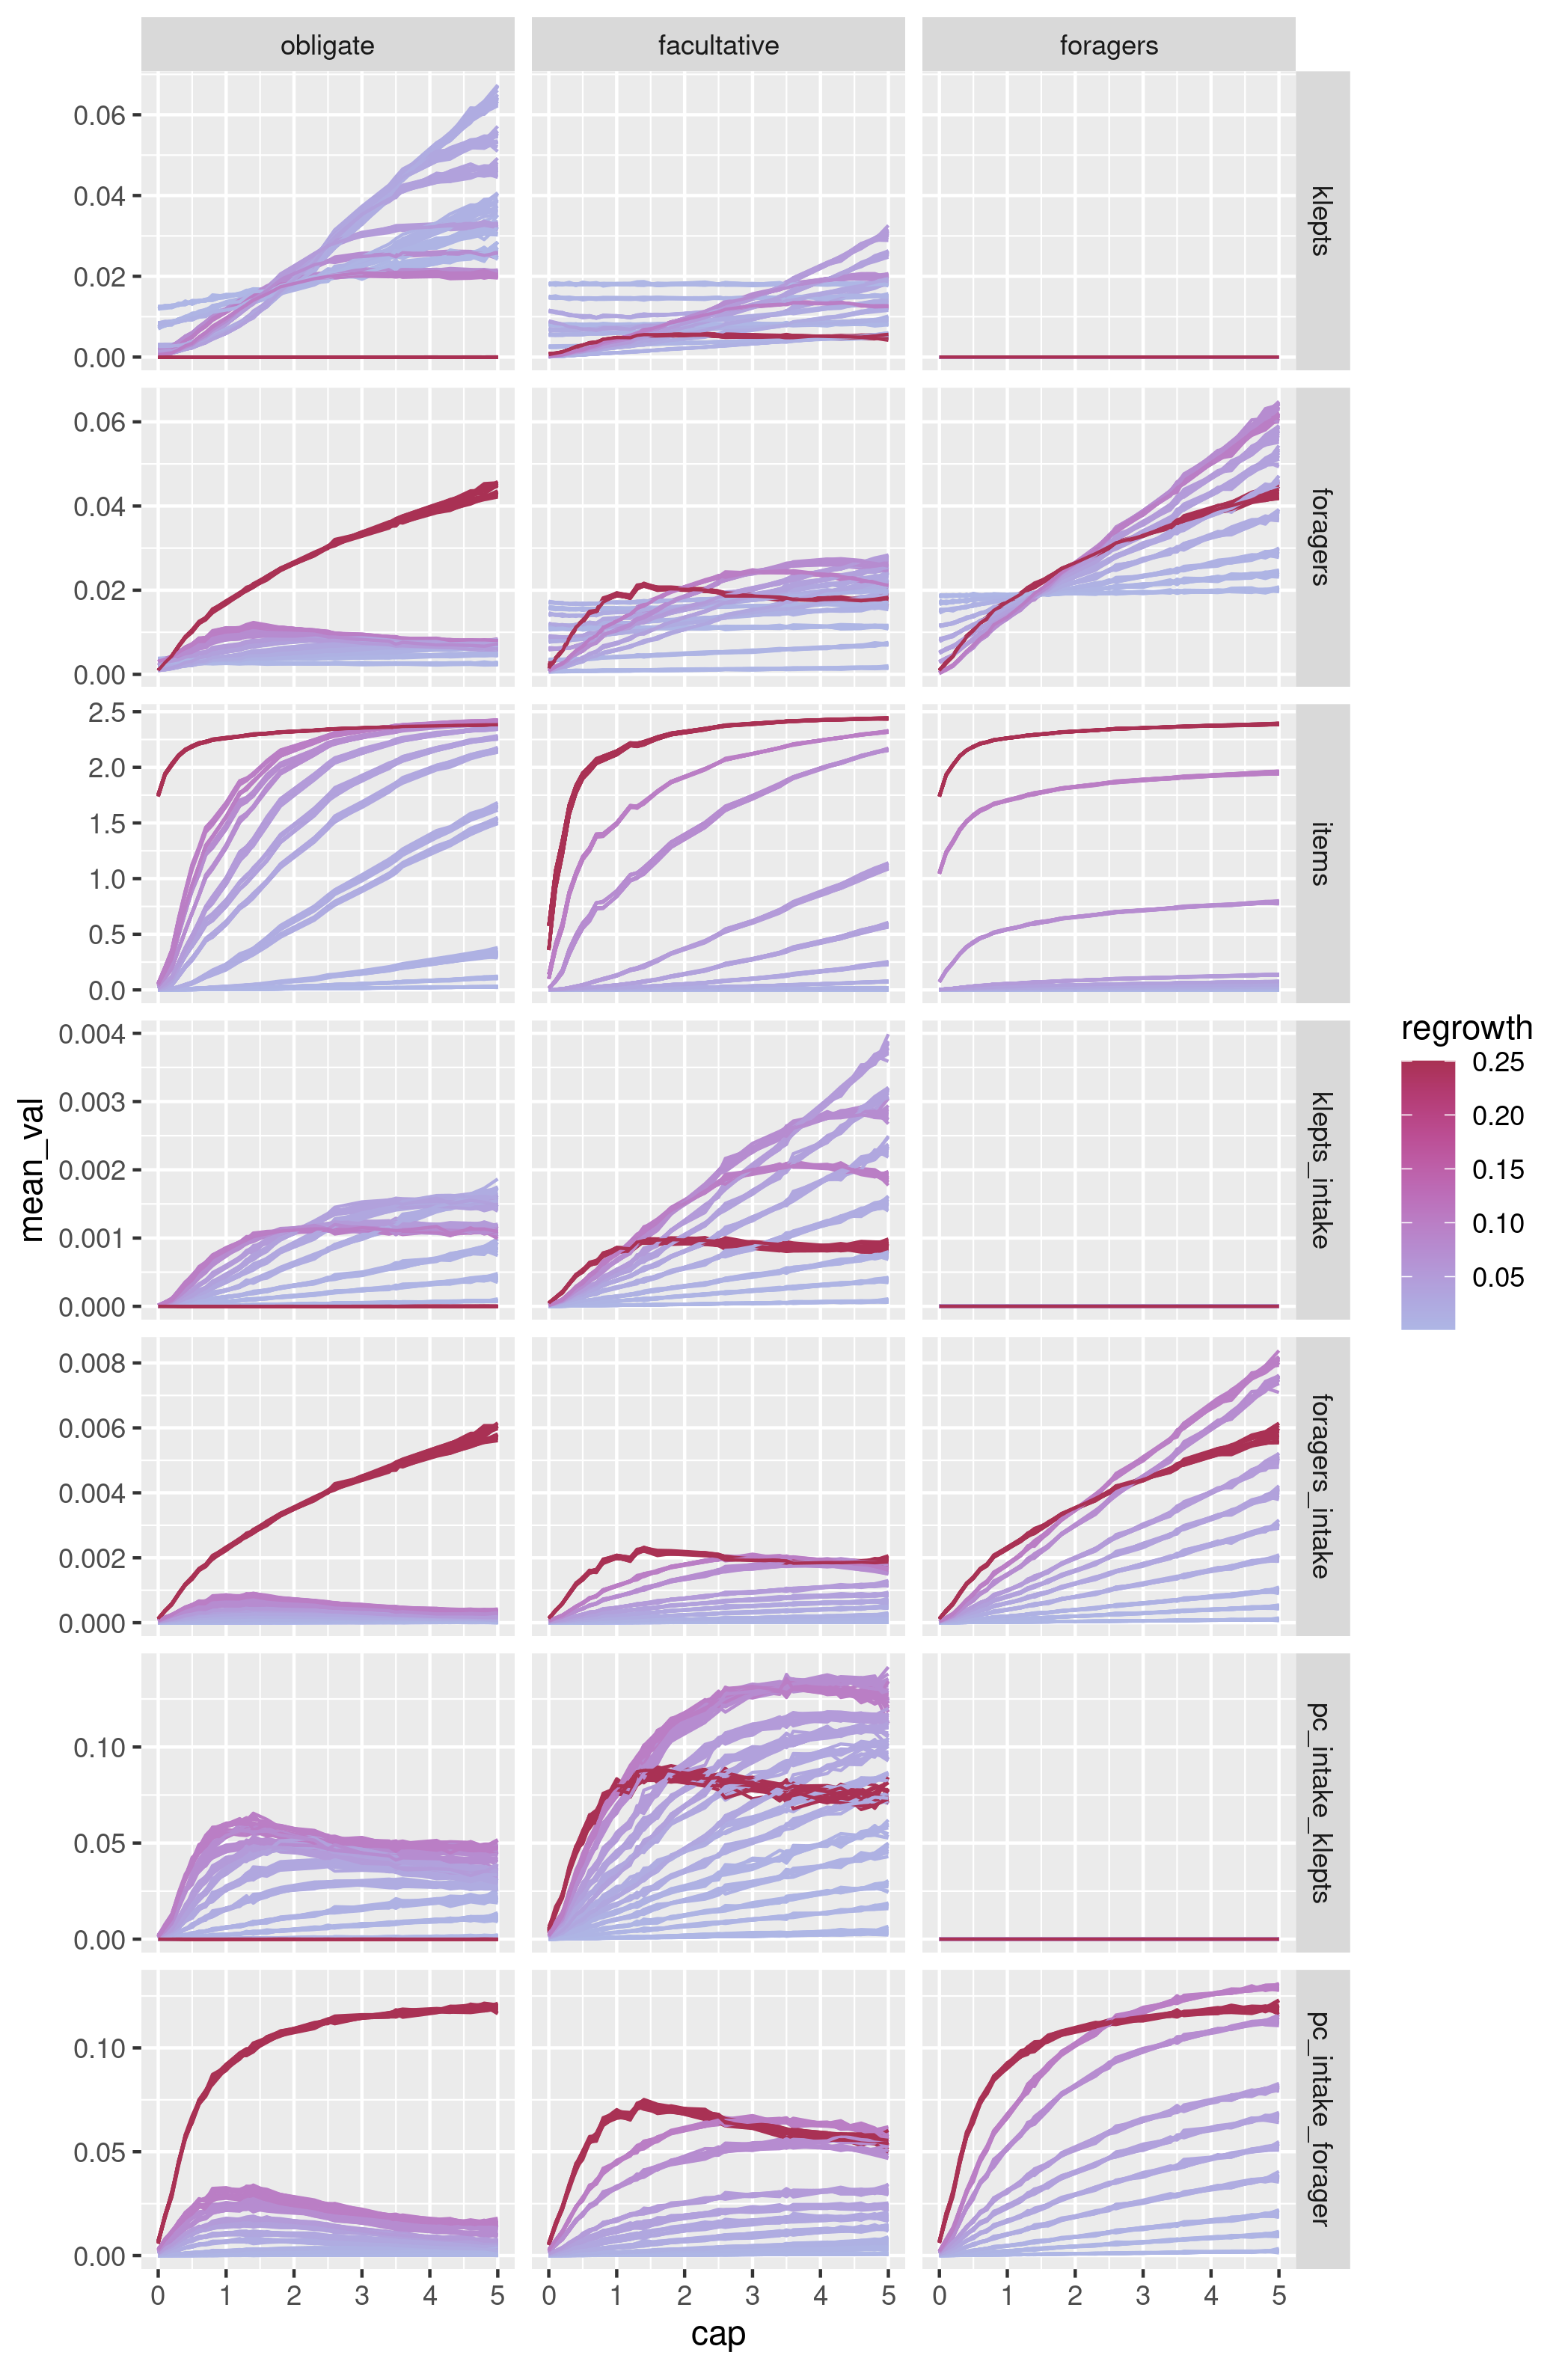 obligate facultative foragers
0.06
0.04
0.02
0.00
klepts
0.06
0.04
0.02
0.00
foragers
2.5
2.0
1.5
1.0
0.5
0.0
items
0.004
0.003
0.002
0.001
0.000
klepts_intake
0.008
0.006
0.004
0.002
0.000
foragers_intake
0.10
0.05
0.00
pc_intake_klepts
0.10
0.05
0.00
pc_intake_forager
0 1 2 3 4 5 0 1 2 3 4 5 0 1 2 3 4 5
cap
mean_val
regrowth
0.25
0.20
0.15
0.10
0.05